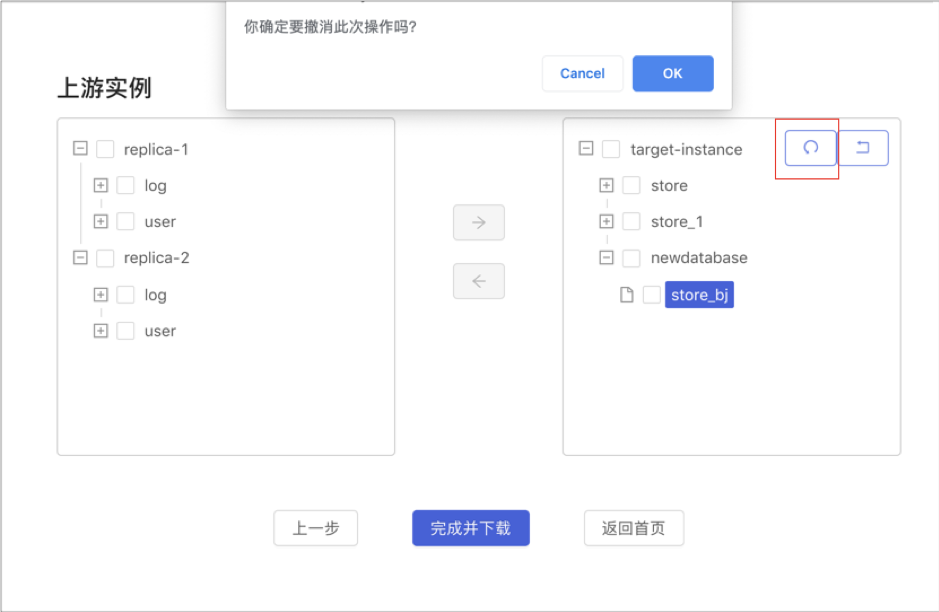 你确定要撤消此次操作吗?
Cancel
OK
上游实例
replica-1
log
user
replica-2
log
user
target-instance
store
store_1
newdatabase
store_bj
上一步
完成并下载
返回首页